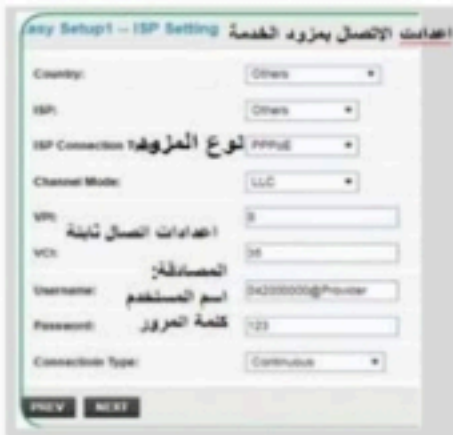 Easy Setup1 -- ISP Setting اعدادت الاتصال بمزود الخدمة
Country: Others
ISP: Others
ISP Connection نوع المزود PPPoE
Channel Mode: LLC
VPI: 8
اعدادات اتصال ثابتة
VCI: 35
المصادقة:
Username: اسم المستخدم 042000000@Provider
Password: كلمة المرور 123
Connection Type: Continuous
PREV NEXT